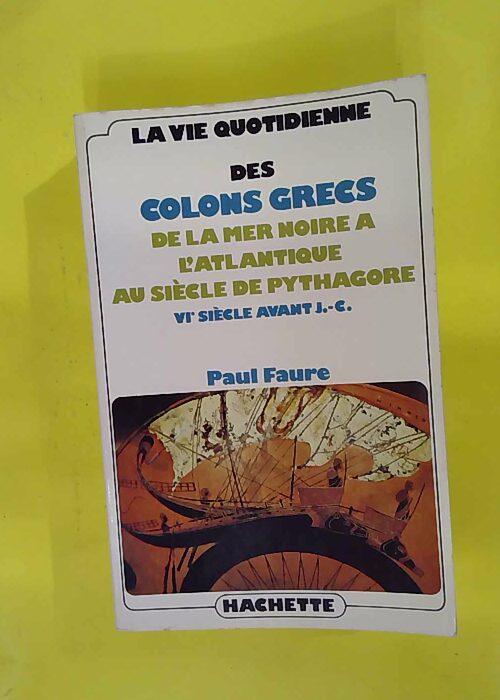 LA VIE QUOTIDIENNE
DES
COLONS GRECS
DE LA MER NOIRE A
L'ATLANTIQUE
AU SIÈCLE DE PYTHAGORE
VIe SIÈCLE AVANT J.-C.
Paul Faure
HACHETTE